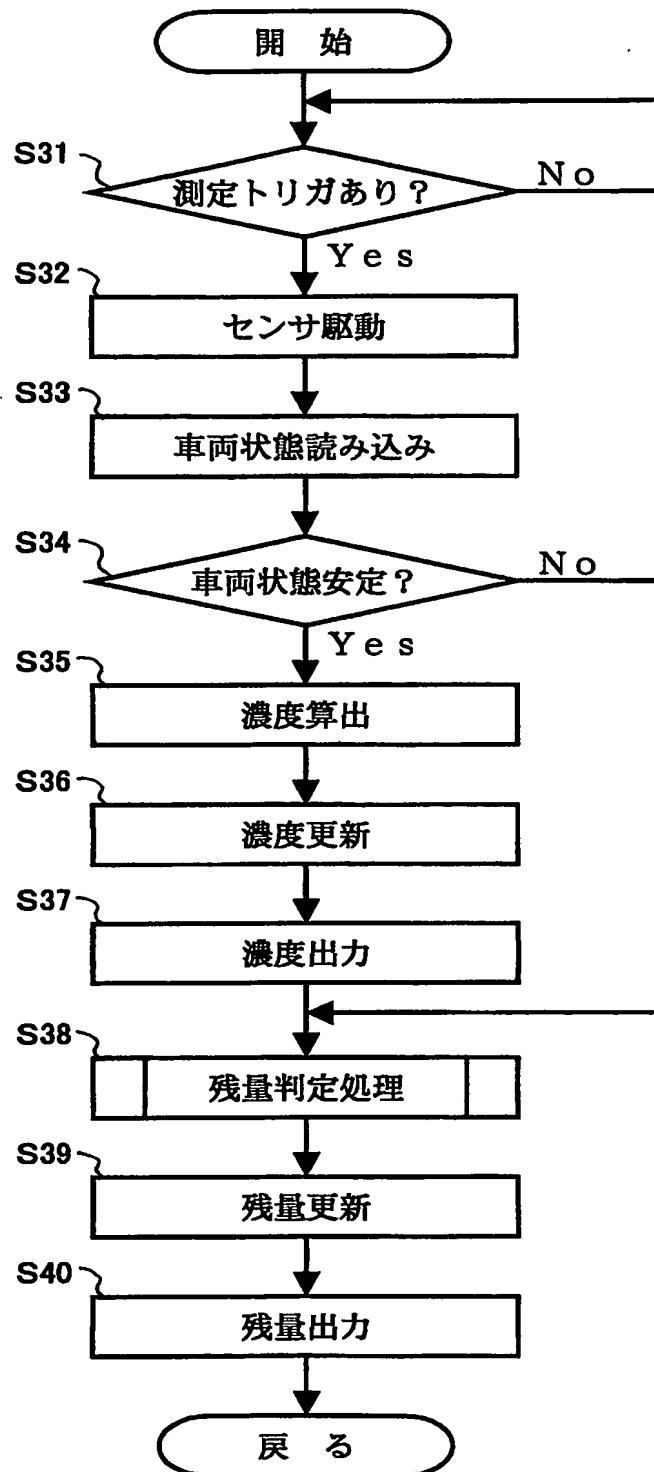 開 始
S31
測定トリガあり？
No
Yes
S32
センサ駆動
S33
車両状態読み込み
S34
車両状態安定？
No
Yes
S35
濃度算出
S36
濃度更新
S37
濃度出力
S38
残量判定処理
S39
残量更新
S40
残量出力
戻 る